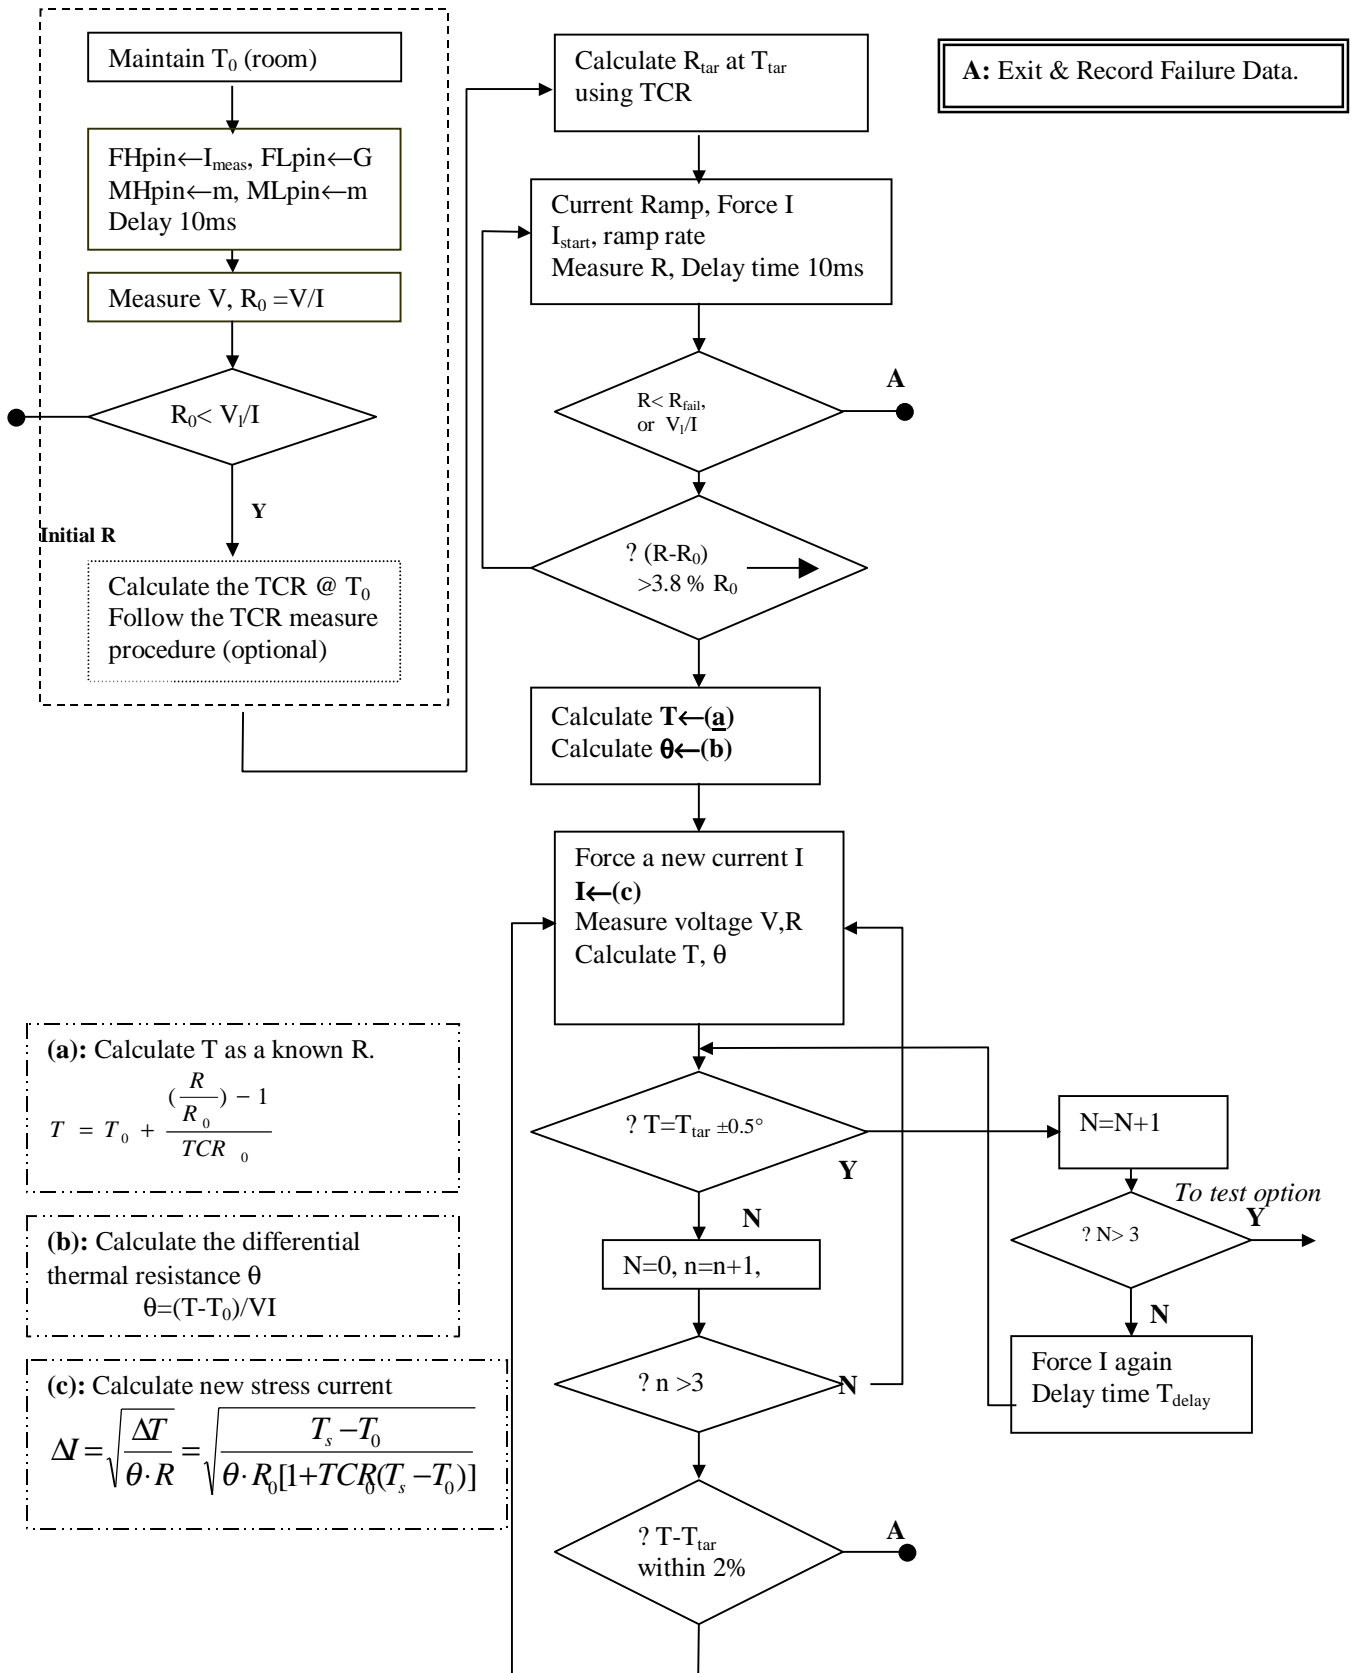 Maintain T0 (room)
FHpin←Imeas, FLpin←G
MHpin←m, MLpin←m
Delay 10ms
Measure V, R0 =V/I
R0< Vl/I
Y
Initial R
Calculate the TCR @ T0
Follow the TCR measure
procedure (optional)
Calculate Rtar at Ttar
using TCR
A: Exit & Record Failure Data.
Current Ramp, Force I
Istart, ramp rate
Measure R, Delay time 10ms
R< Rfail,
or Vl/I
A
? (R-R0)
>3.8 % R0
Calculate T←(a)
Calculate θ←(b)
Force a new current I
I←(c)
Measure voltage V,R
Calculate T, θ
? T=Ttar ±0.5°
Y
N
N=N+1
To test option
Y
? N> 3
N
Force I again
Delay time Tdelay
N=0, n=n+1,
? n >3
N
? T-Ttar
within 2%
A
(a): Calculate T as a known R.
T = T0 + ((R/R0) − 1)/TCR0
(b): Calculate the differential
thermal resistance θ
θ=(T-T0)/VI
(c): Calculate new stress current
ΔI = √(ΔT/(θ·R)) = √((Ts − T0)/(θ·R0[1+TCR0(Ts − T0)]))